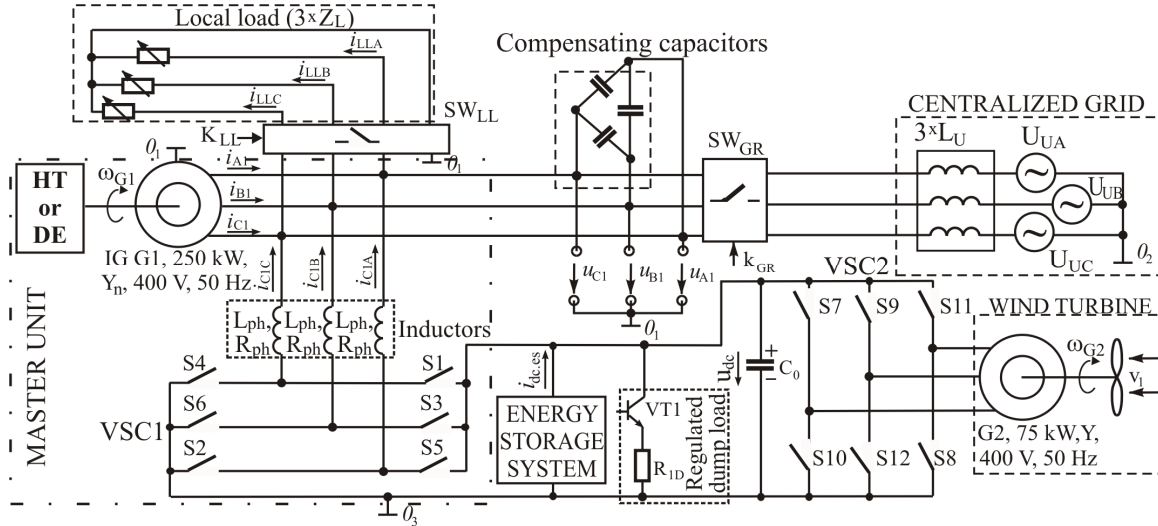 Local load (3×Z_L)
i_LLA
i_LLB
i_LLC
SW_LL
K_LL
0_1
0_1
Compensating capacitors
SW_GR
k_GR
CENTRALIZED GRID
3×L_U
U_UA
U_UB
U_UC
0_2
HT
or
DE
ω_G1
i_A1
i_B1
i_C1
IG G1, 250 kW,
Y_n, 400 V, 50 Hz
i_C1C
i_C1B
i_C1A
u_C1
u_B1
u_A1
0_1
L_ph, L_ph, L_ph,
R_ph R_ph R_ph
Inductors
MASTER UNIT
VSC1
S4
S6
S2
S1
S3
S5
0_3
i_dc.es
ENERGY
STORAGE
SYSTEM
VT1
R_1D
Regulated
dump load
u_dc
+
−
C_0
VSC2
S7
S9
S11
S10
S12
S8
WIND TURBINE
ω_G2
v_1
G2, 75 kW,Y,
400 V, 50 Hz